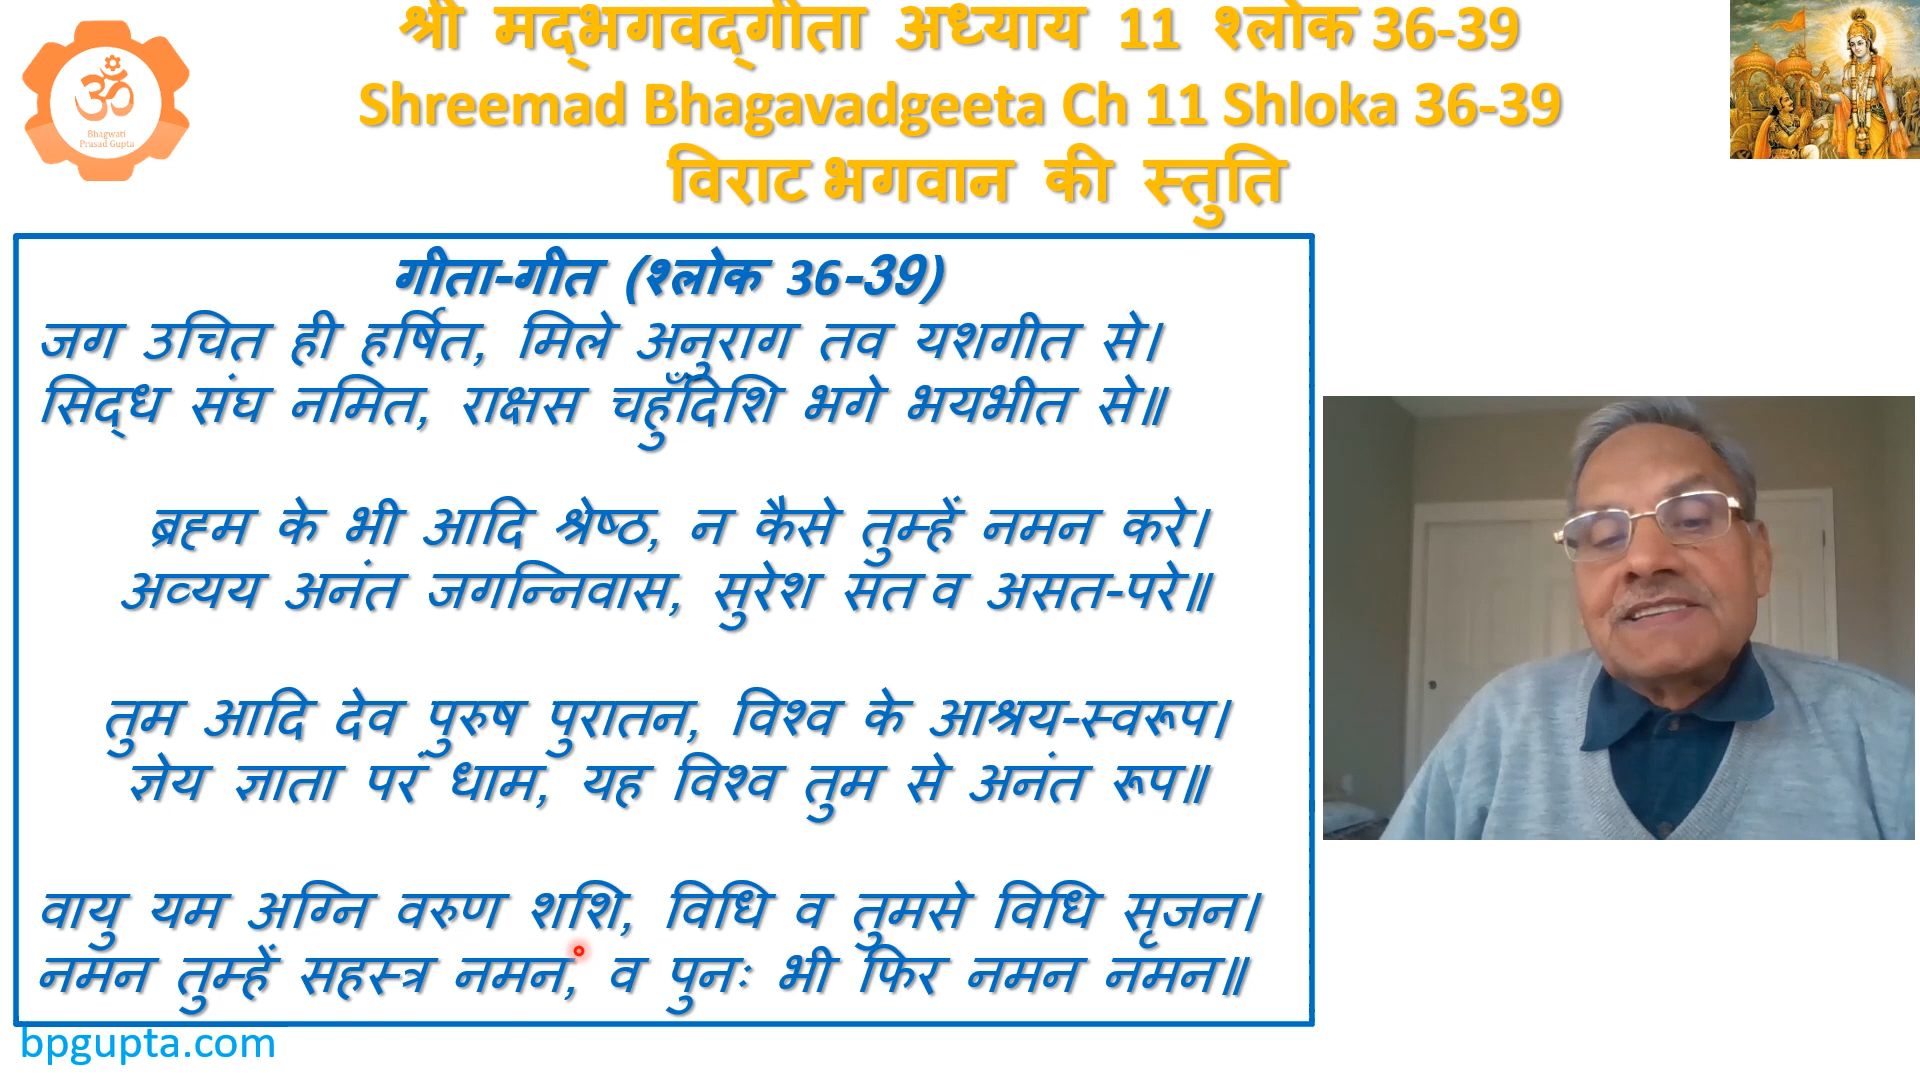 श्री मद्‌भगवद्‌गीता अध्याय 11 श्लोक 36-39
Shreemad Bhagavadgeeta Ch 11 Shloka 36-39
विराट भगवान की स्तुति
Bhagwati
Prasad Gupta
गीता-गीत (श्लोक 36-39)
जग उचित ही हर्षित, मिले अनुराग तव यशगीत से।
सिद्‌ध संघ नमित, राक्षस चहुँदिशि भगे भयभीत से॥
ब्रह्म के भी आदि श्रेष्ठ, न कैसे तुम्हें नमन करे।
अव्यय अनंत जगन्निवास, सुरेश सत व असत-परे॥
तुम आदि देव पुरुष पुरातन, विश्व के आश्रय-स्वरूप।
ज्ञेय ज्ञाता परं धाम, यह विश्व तुम से अनंत रूप॥
वायु यम अग्नि वरुण शशि, विधि व तुमसे विधि सृजन।
नमन तुम्हें सहस्त्र नमन, व पुनः भी फिर नमन नमन॥
bpgupta.com